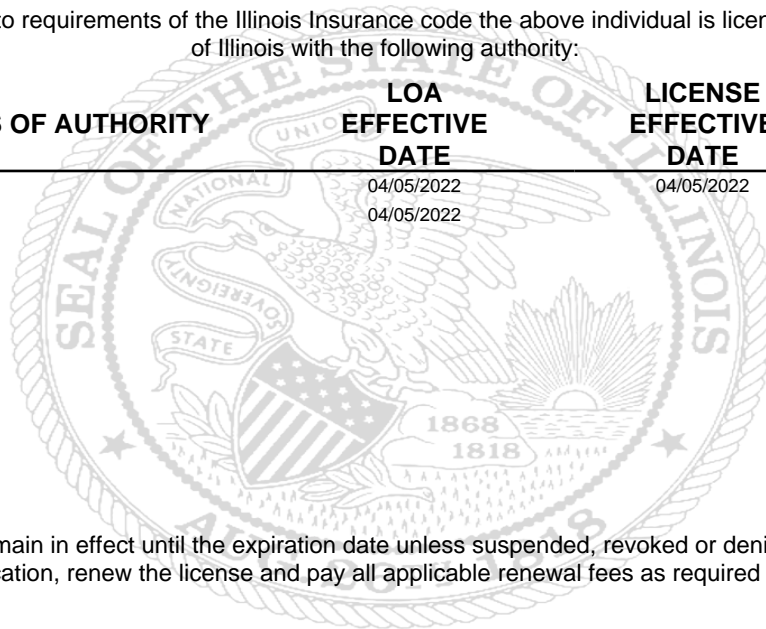 to requirements of the Illinois Insurance code the above individual is licen
of Illinois with the following authority:
S OF AUTHORITY
LOA
EFFECTIVE
DATE
LICENSE
EFFECTIVE
DATE
04/05/2022 04/05/2022
04/05/2022
SEAL OF THE STATE OF ILLINOIS
UNION
NATIONAL
SOVEREIGNTY
STATE
1868
1818
AUG. 26TH 1818
main in effect until the expiration date unless suspended, revoked or deni
cation, renew the license and pay all applicable renewal fees as required